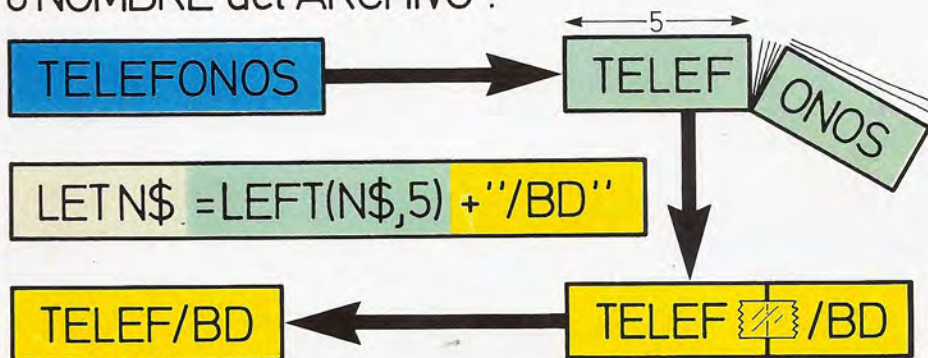 NOMBRE del ARCHIVO
5
TELEFONOS
TELEF
ONOS
LET N$ =LEFT(N$,5) +"/BD"
TELEF/BD
TELEF /BD